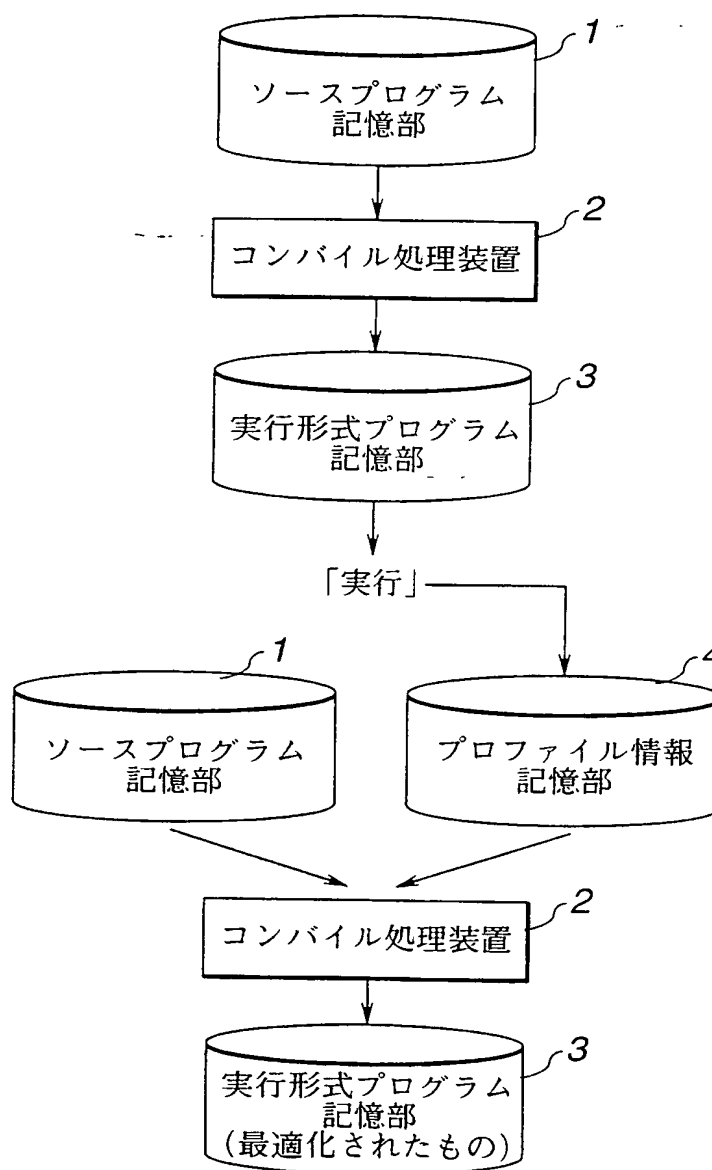 1
ソースプログラム
記憶部
2
コンバイル処理装置
3
実行形式プログラム
記憶部
「実行」
1
ソースプログラム
記憶部
4
プロファイル情報
記憶部
2
コンバイル処理装置
3
実行形式プログラム
記憶部
(最適化されたもの)